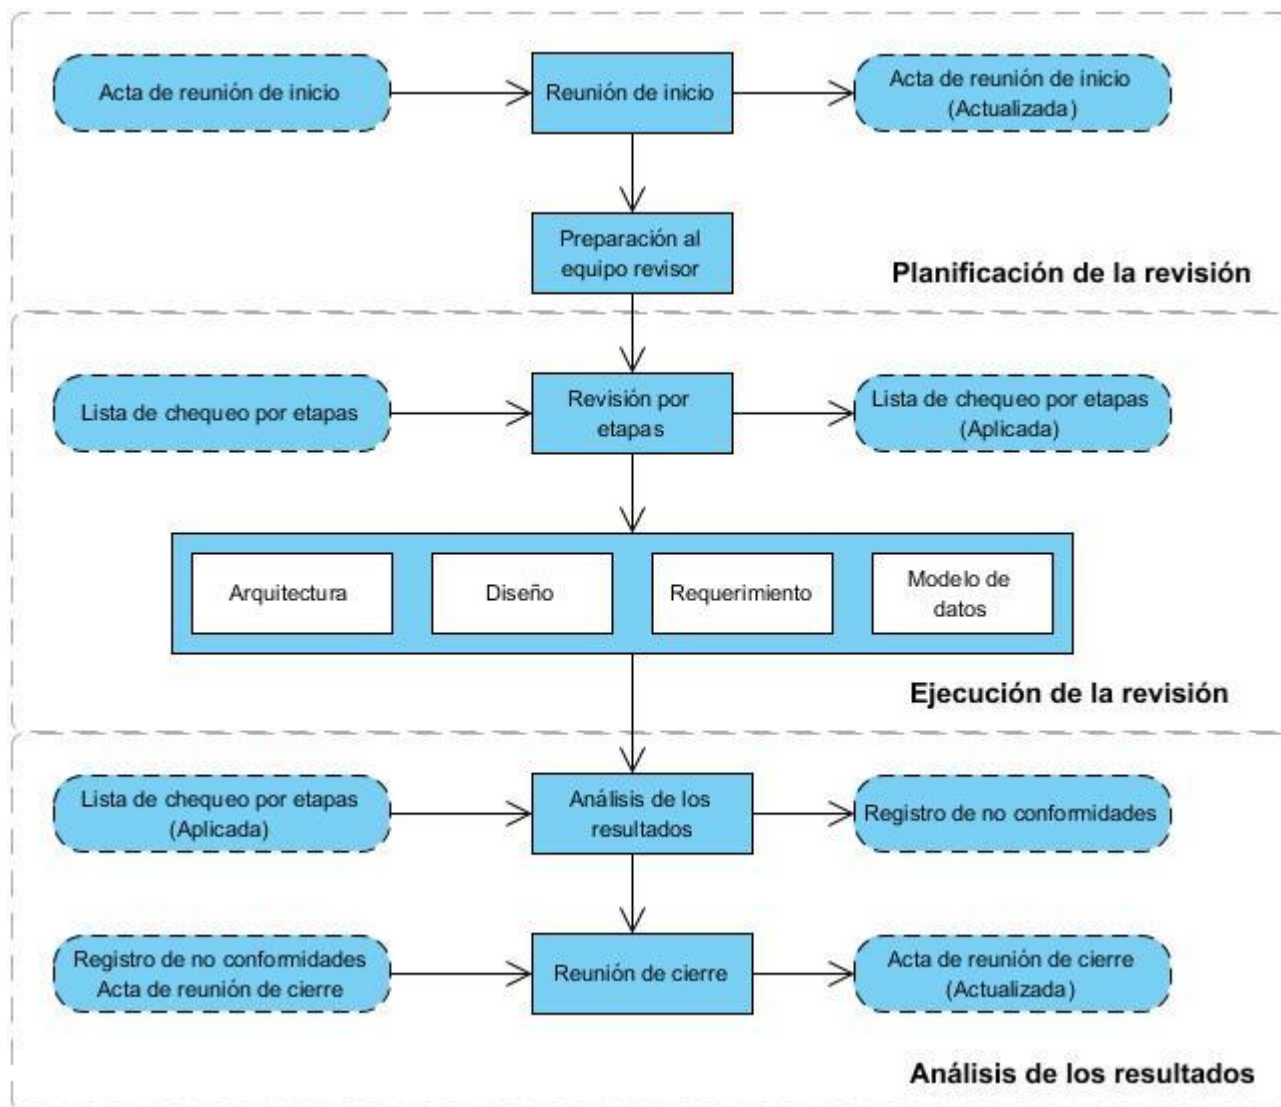 Acta de reunión de inicio
Reunión de inicio
Acta de reunión de inicio
(Actualizada)
Preparación al
equipo revisor
Planificación de la revisión
Lista de chequeo por etapas
Revisión por
etapas
Lista de chequeo por etapas
(Aplicada)
Arquitectura
Diseño
Requerimiento
Modelo de
datos
Ejecución de la revisión
Lista de chequeo por etapas
(Aplicada)
Análisis de los
resultados
Registro de no conformidades
Registro de no conformidades
Acta de reunión de cierre
Reunión de cierre
Acta de reunión de cierre
(Actualizada)
Análisis de los resultados